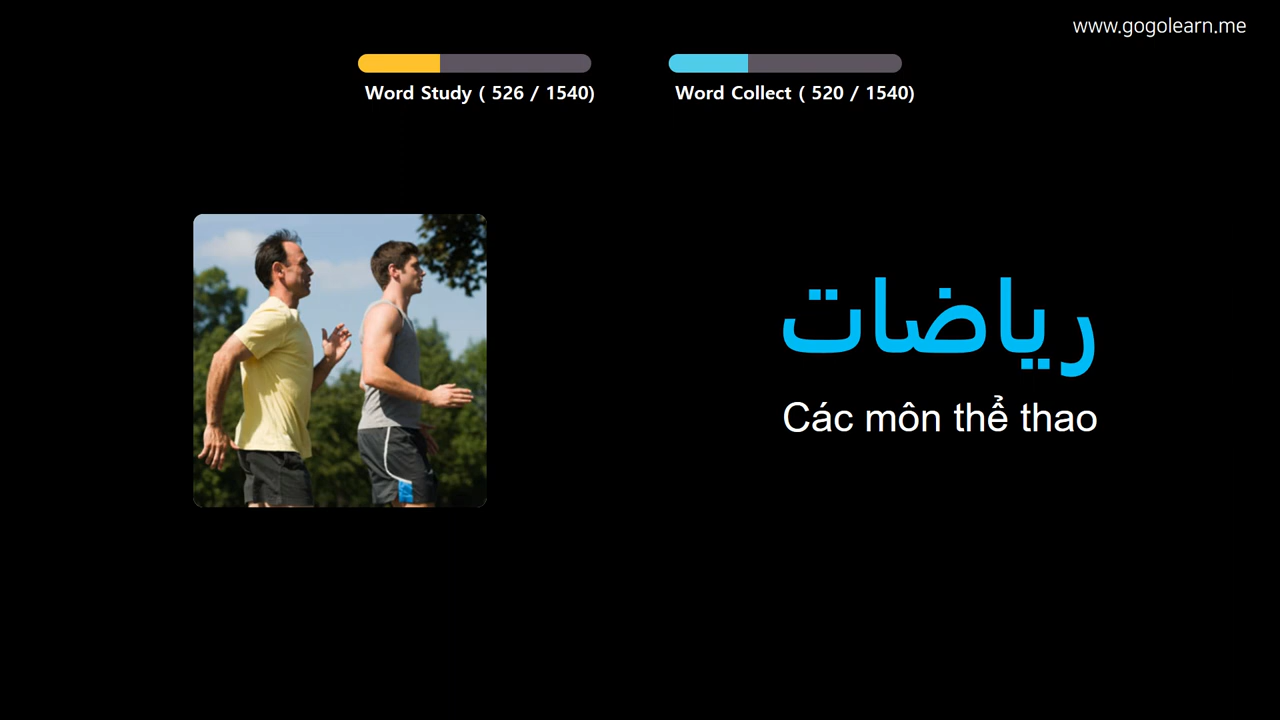 www.gogolearn.me
Word Study ( 526 / 1540)
Word Collect ( 520 / 1540)
رياضات
Các môn thể thao